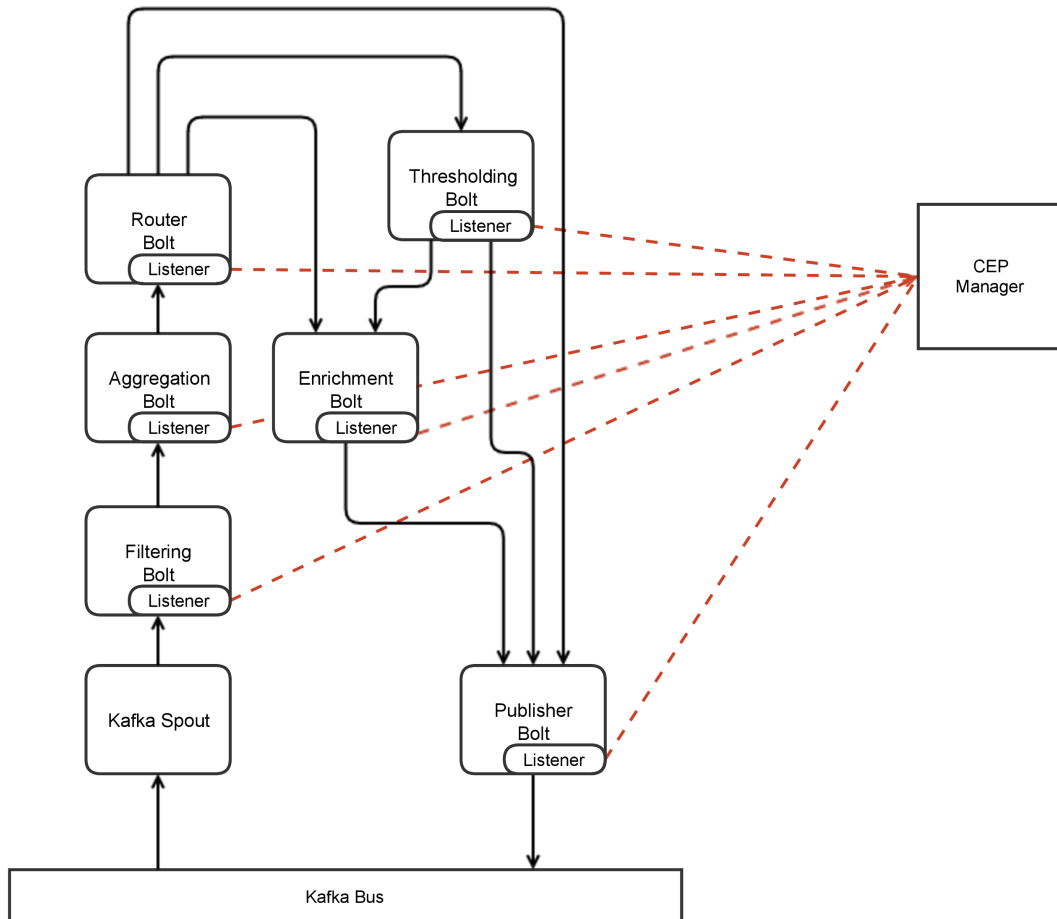 Thresholding
Bolt
Listener
Router
Bolt
Listener
CEP
Manager
Aggregation
Bolt
Listener
Enrichment
Bolt
Listener
Filtering
Bolt
Listener
Kafka Spout
Publisher
Bolt
Listener
Kafka Bus